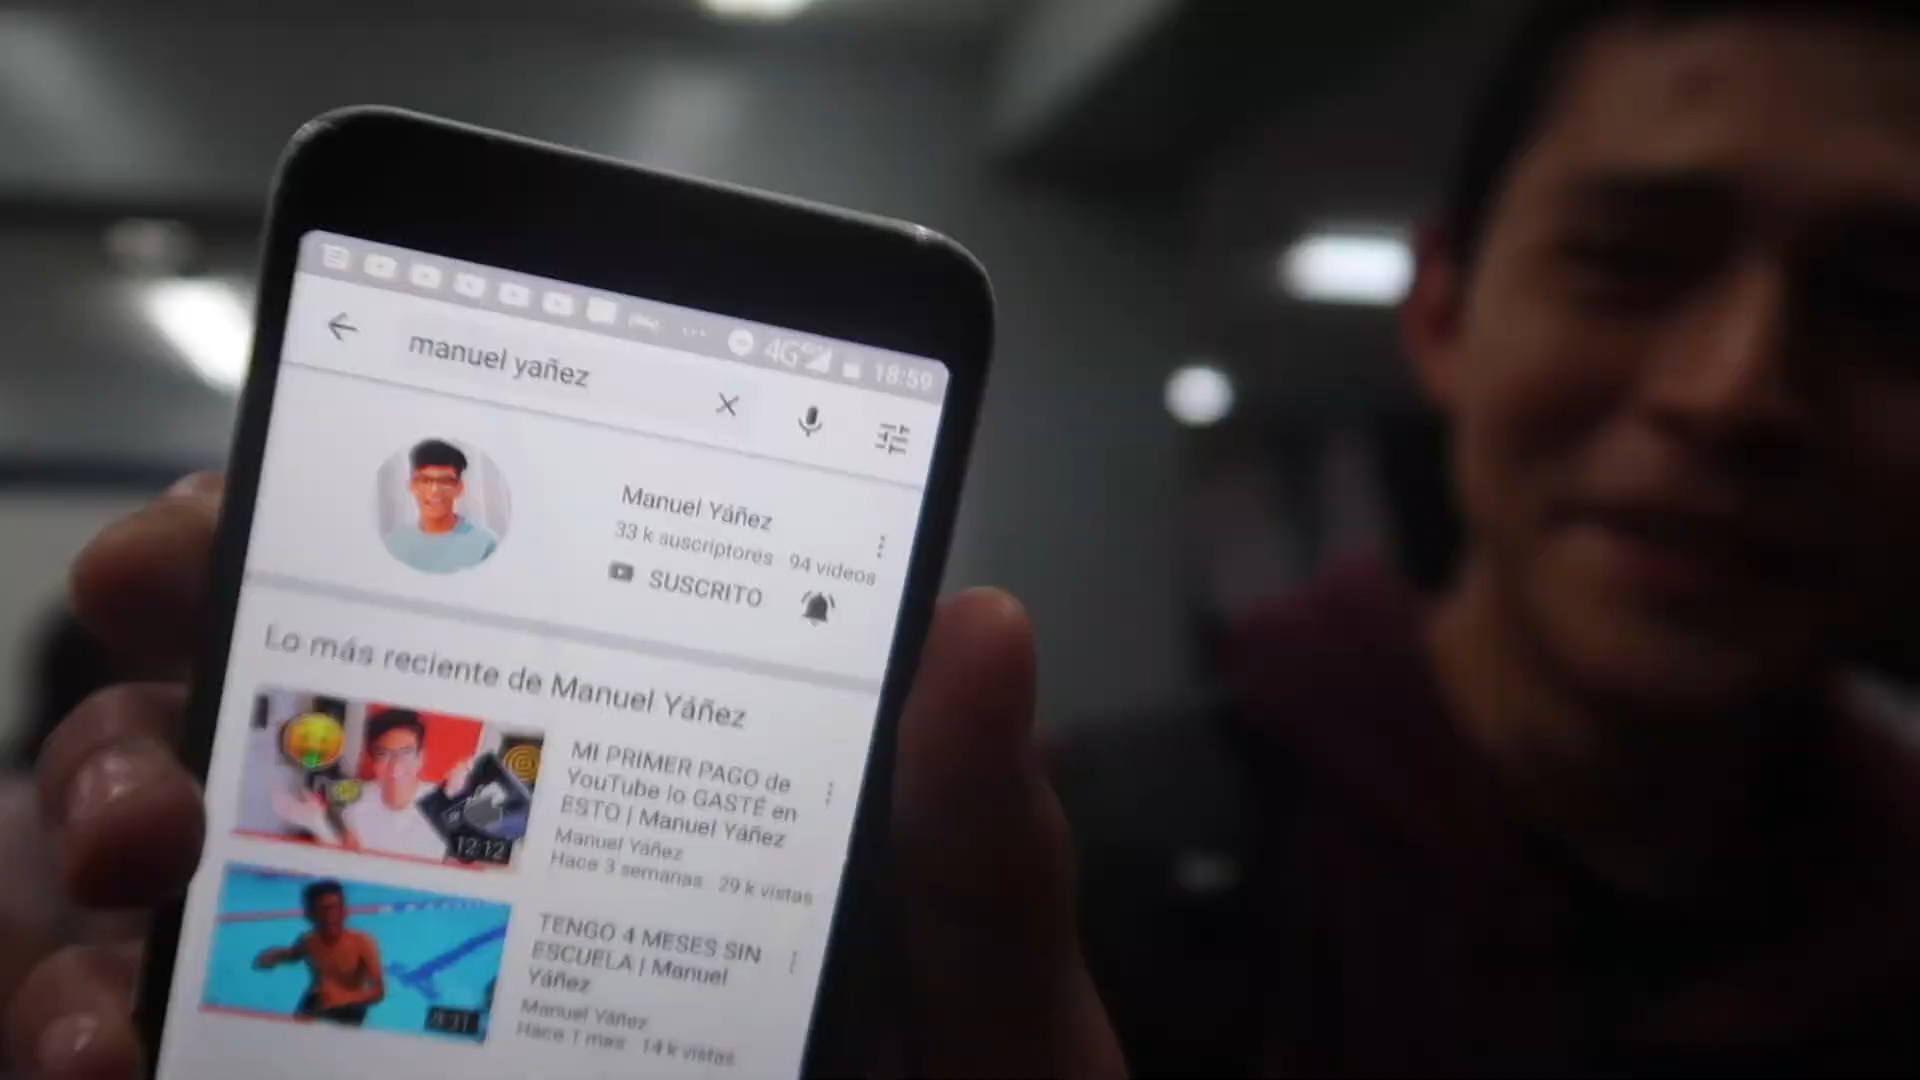 4G 18:59
manuel yañez
Manuel Yáñez
33 k suscriptores 94 videos
SUSCRITO
Lo más reciente de Manuel Yáñez
MI PRIMER PAGO de
YouTube lo GASTÉ en
ESTO | Manuel Yáñez
Manuel Yáñez
Hace 3 semanas 29 k vistas
12:12
TENGO 4 MESES SIN
ESCUELA | Manuel
Yáñez
Manuel Yáñez
Hace 1 mes 14 k vistas